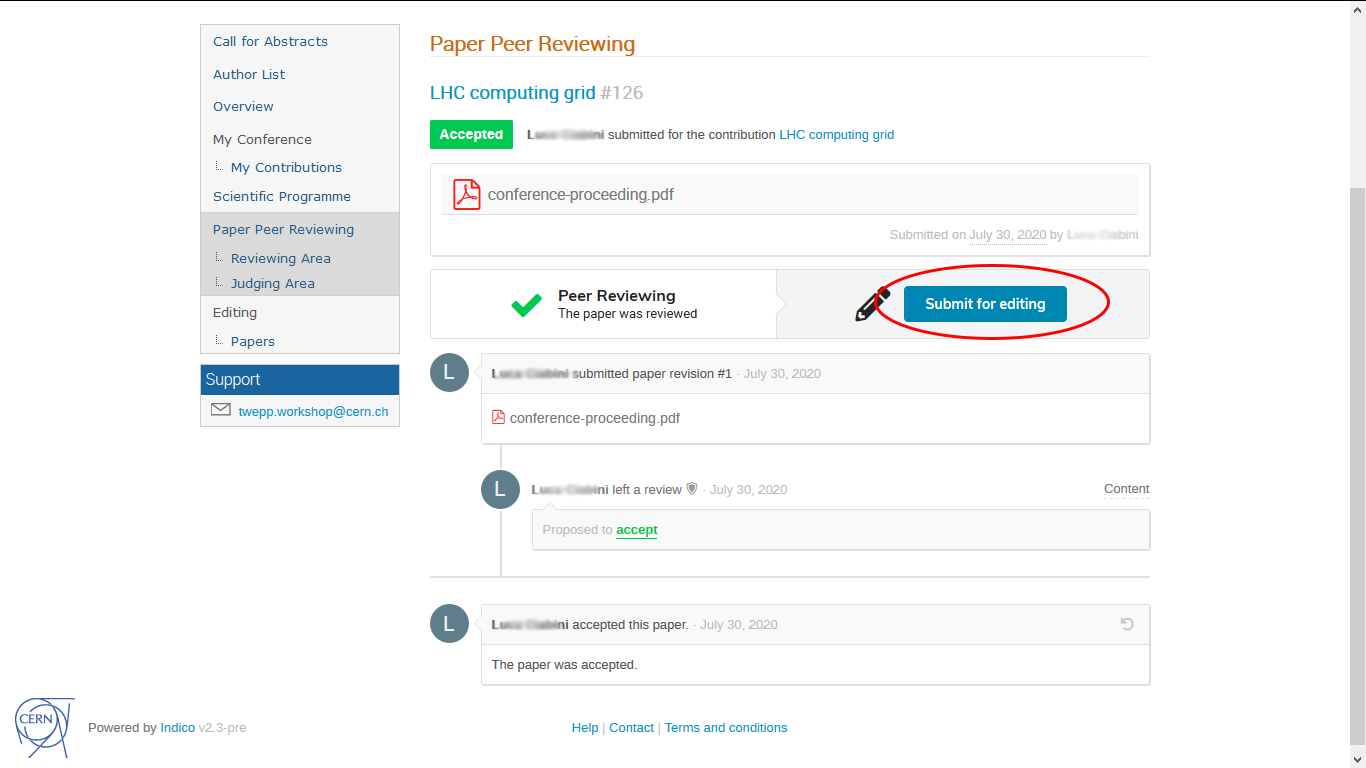 Call for Abstracts
Author List
Overview
My Conference
My Contributions
Scientific Programme
Paper Peer Reviewing
Reviewing Area
Judging Area
Editing
Papers
Support
twepp.workshop@cern.ch
Paper Peer Reviewing
LHC computing grid #126
Accepted
submitted for the contribution LHC computing grid
conference-proceeding.pdf
Submitted on July 30, 2020 by
Peer Reviewing
The paper was reviewed
Submit for editing
L
submitted paper revision #1 · July 30, 2020
conference-proceeding.pdf
L
left a review · July 30, 2020
Content
Proposed to accept
L
accepted this paper. · July 30, 2020
The paper was accepted.
CERN
Powered by Indico v2.3-pre
Help | Contact | Terms and conditions